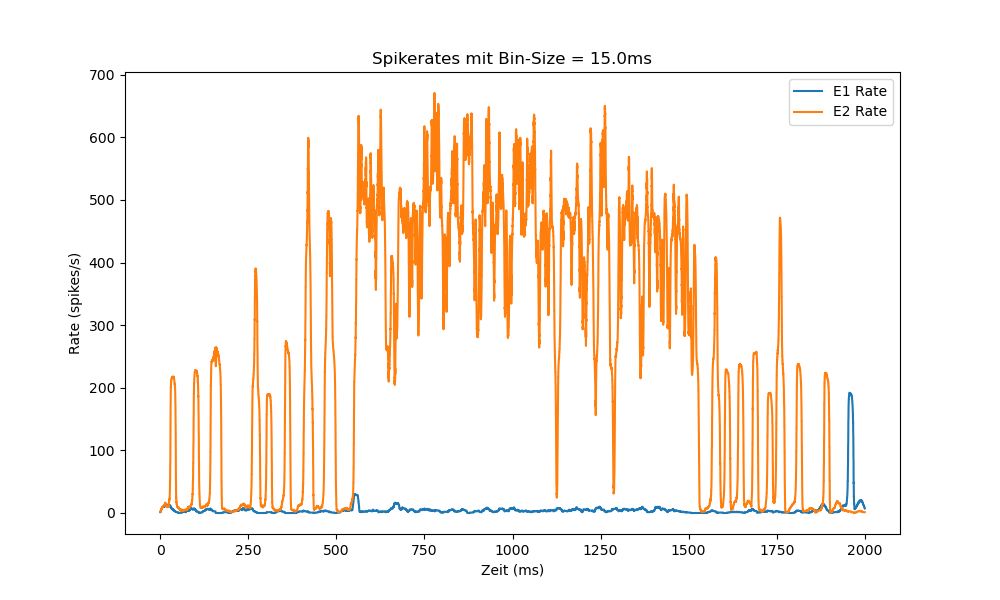 Spikerates mit Bin-Size = 15.0ms
E1 Rate
E2 Rate
Rate (spikes/s)
700
600
500
400
300
200
100
0
0 250 500 750 1000 1250 1500 1750 2000
Zeit (ms)